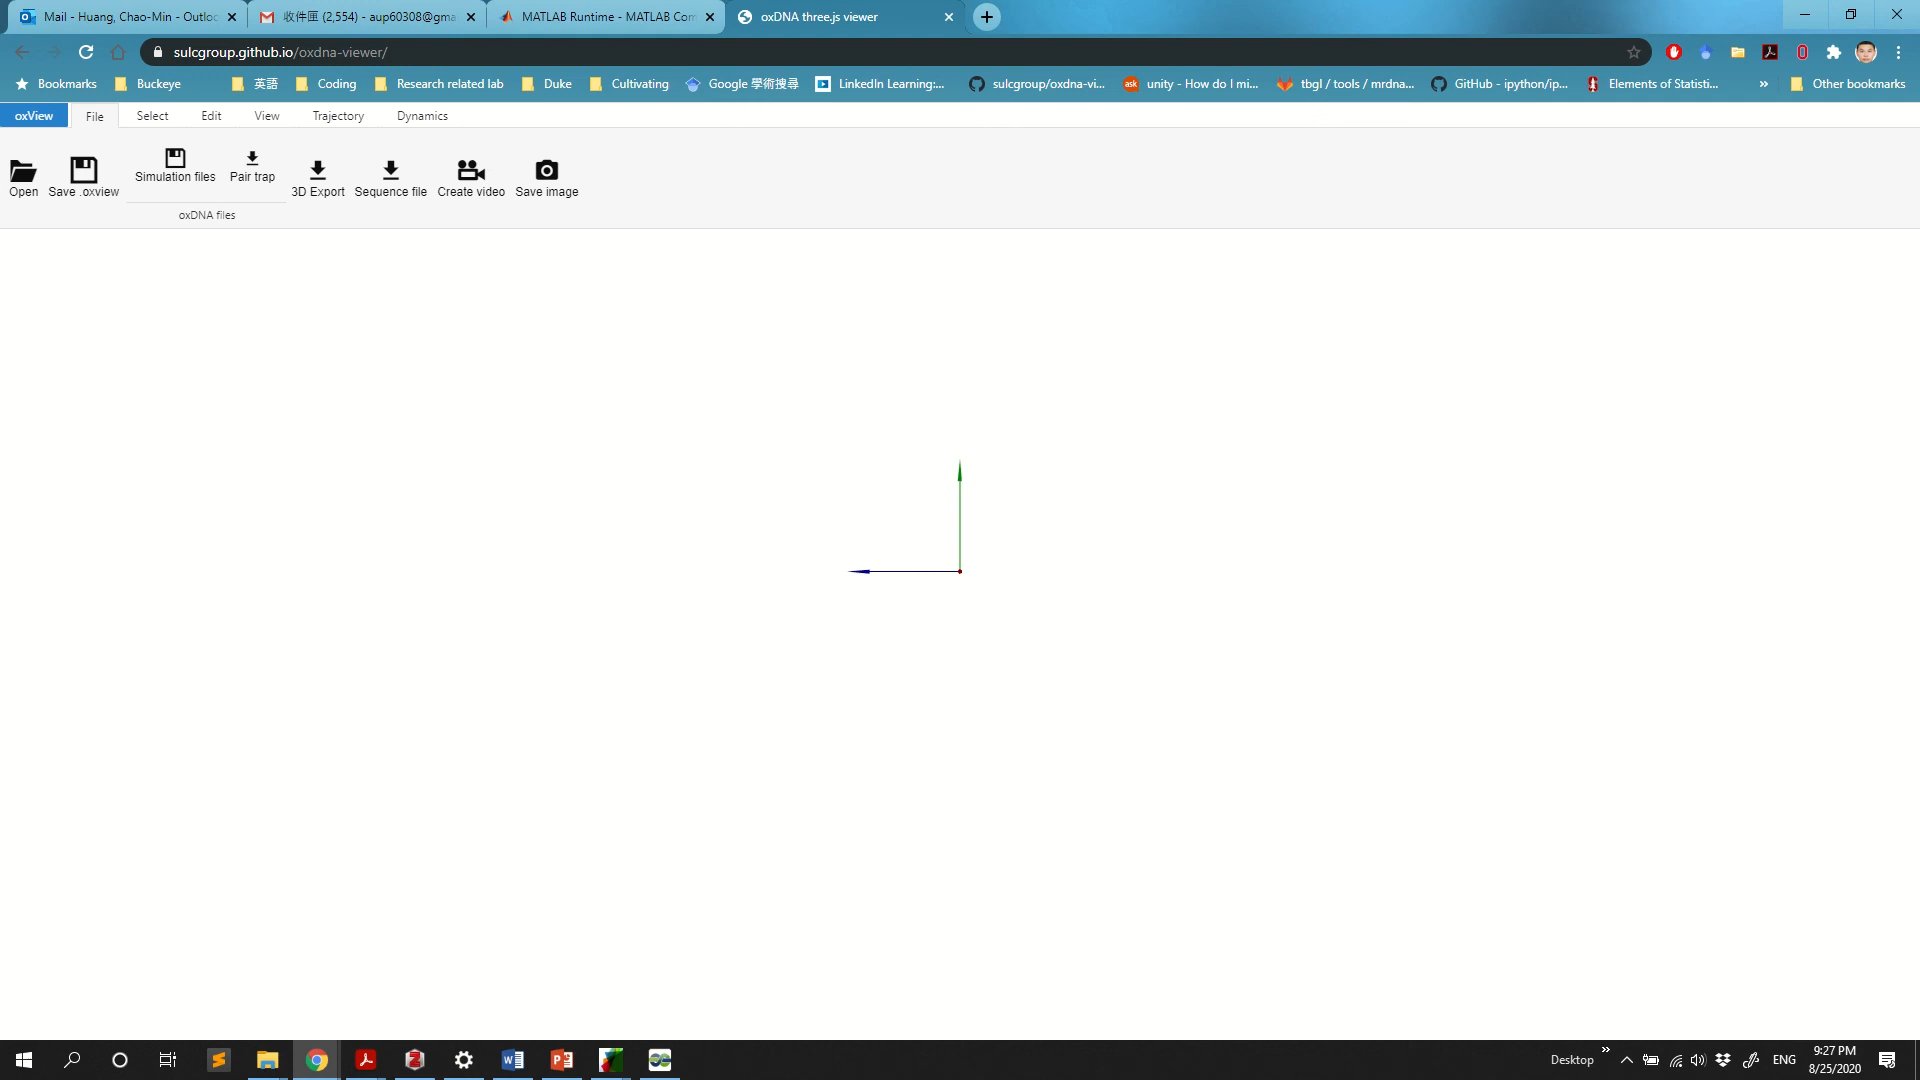 Mail - Huang, Chao-Min - Outloo
收件匣 (2,554) - aup60308@gma
MATLAB Runtime - MATLAB Com
oxDNA three.js viewer
sulcgroup.github.io/oxdna-viewer/
Bookmarks
Buckeye
英語
Coding
Research related lab
Duke
Cultivating
Google 學術搜尋
LinkedIn Learning:...
sulcgroup/oxdna-vi...
ask
unity - How do I mi...
tbgl / tools / mrdna...
GitHub - ipython/ip...
Elements of Statisti...
»
Other bookmarks
oxView
File
Select
Edit
View
Trajectory
Dynamics
Open
Save .oxview
Simulation files
Pair trap
3D Export
Sequence file
Create video
Save image
oxDNA files
Desktop
»
ENG
9:27 PM
8/25/2020